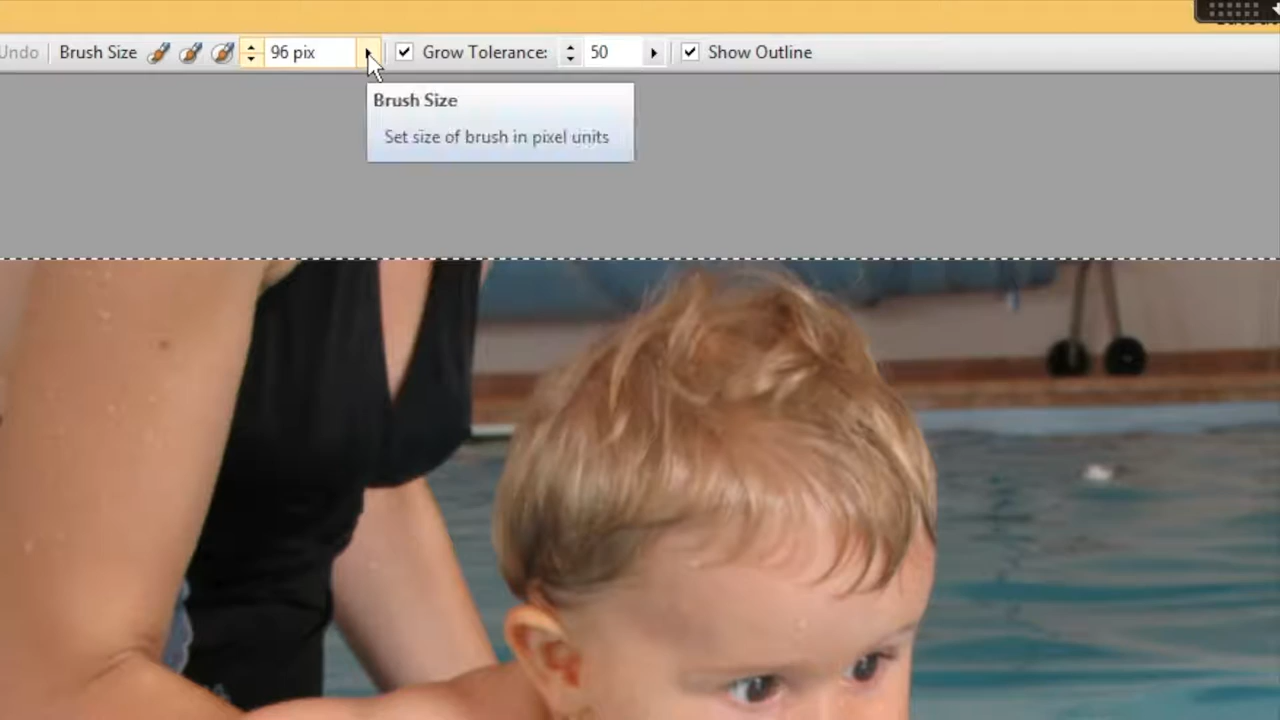 Undo Brush Size 96 pix Grow Tolerance: 50 Show Outline
Brush Size
Set size of brush in pixel units